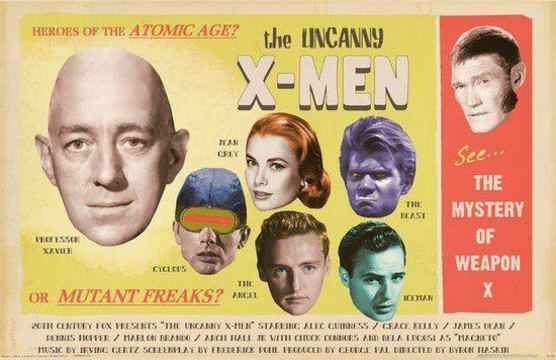 HEROES OF THE ATOMIC AGE?
the UNCANNY
X-MEN
JEAN
GREY
THE
BEAST
See...
THE
MYSTERY
OF
WEAPON
X
PROFESSOR
XAVIER
CYCLOPS
THE
ANGEL
ICEMAN
OR MUTANT FREAKS?
20TH CENTURY FOX PRESENTS "THE UNCANNY X-MEN" STARRING ALEC GUINNESS / GRACE KELLY / JAMES DEAN /
DENNIS HOPPER / MARLON BRANDO / ARCH HALL JR WITH CHUCK CONNORS AND BELA LUGOSI AS "MAGNETO"
MUSIC BY IRVING GERTZ SCREENPLAY BY FREDERICK POHL PRODUCED BY GEORGE PAL DIRECTED BY BYRON HASKIN